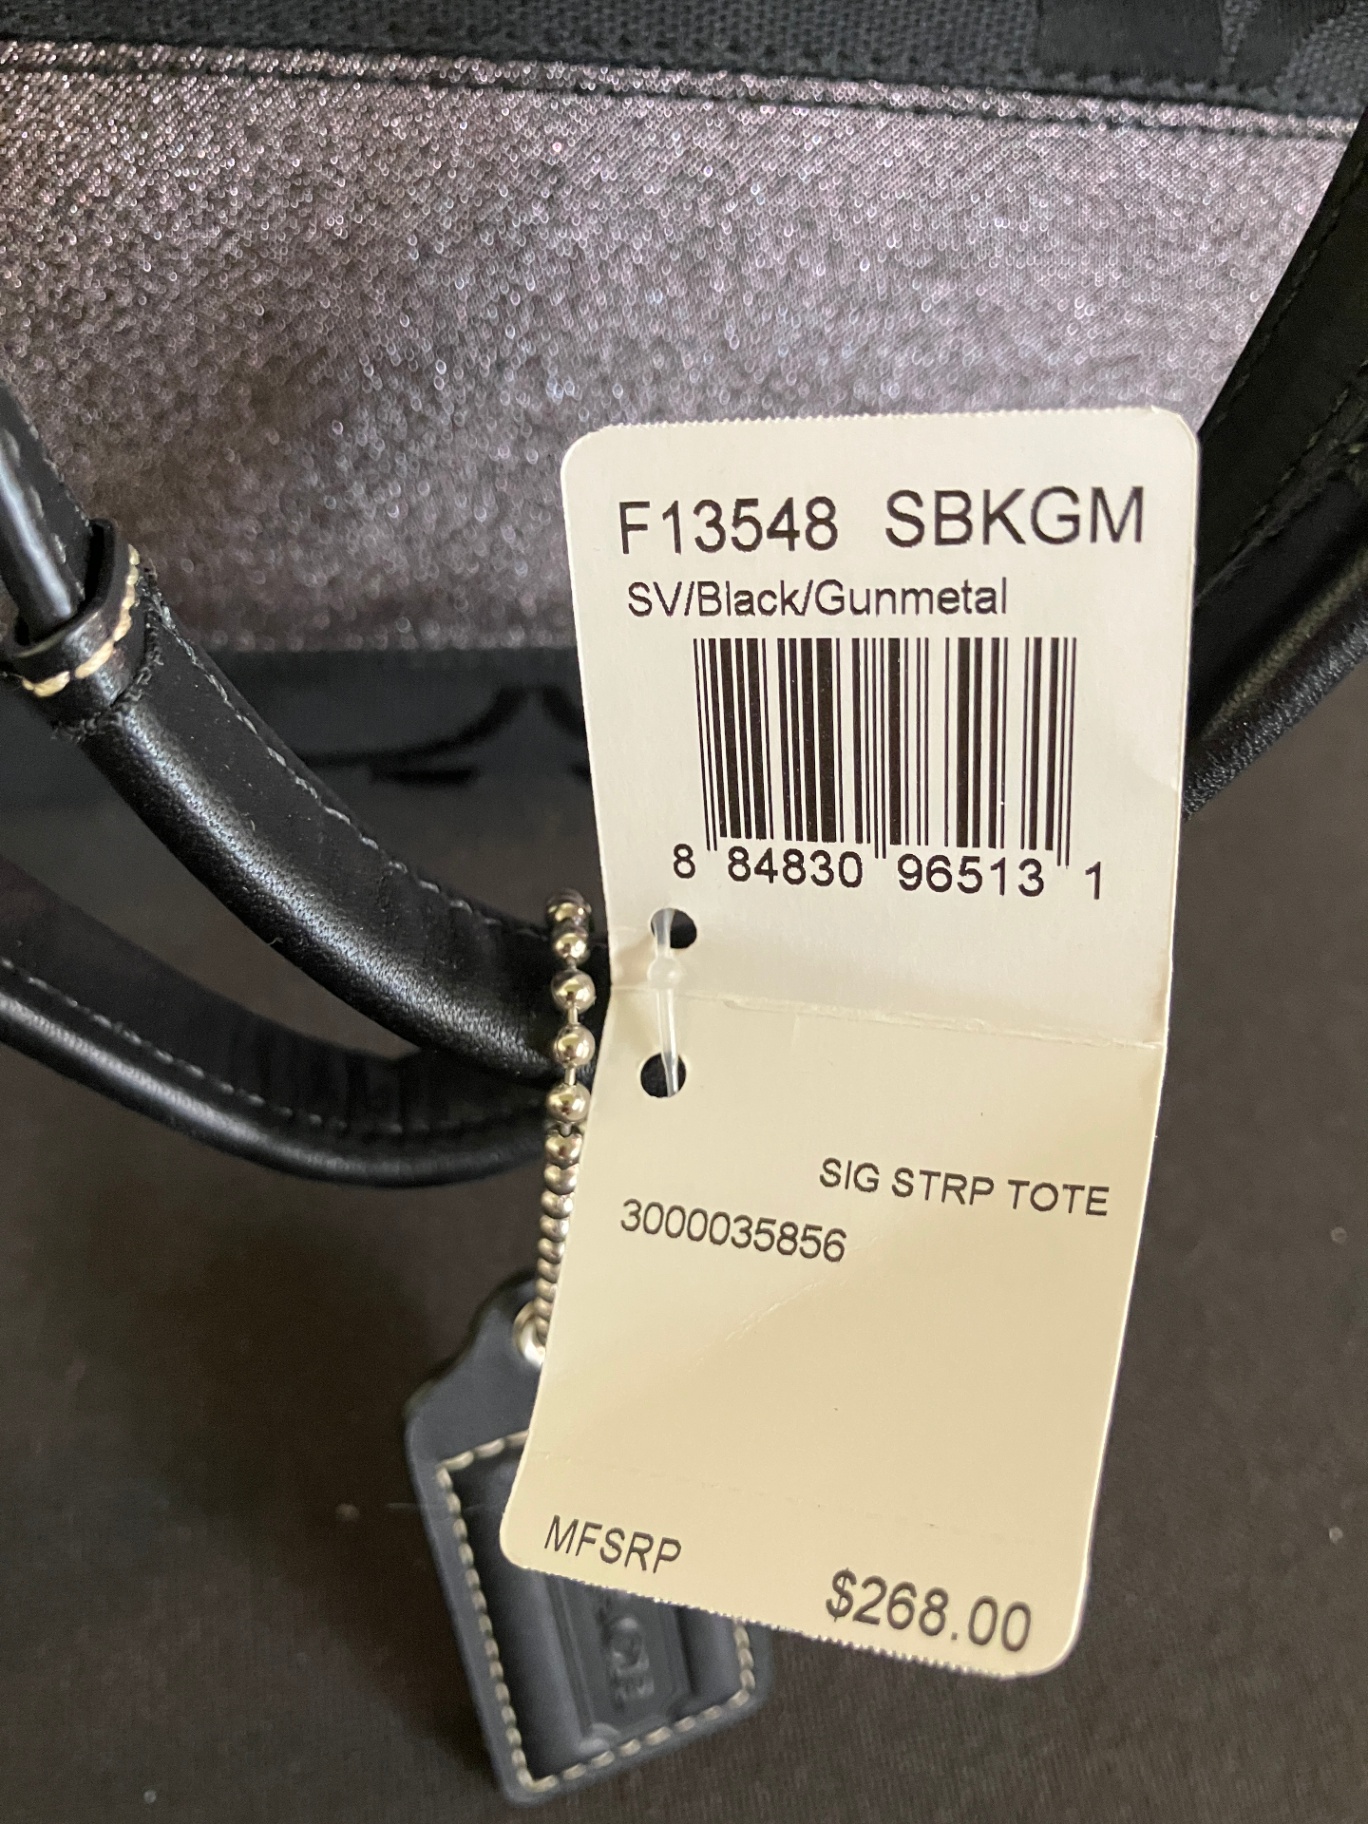 F13548 SBKGM
SV/Black/Gunmetal
8 84830 96513 1
SIG STRP TOTE
3000035856
MFSRP
$268.00